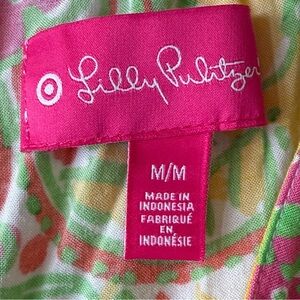 Lilly Pulitzer
M/M
MADE IN
INDONESIA
FABRIQUÉ
EN
INDONÉSIE